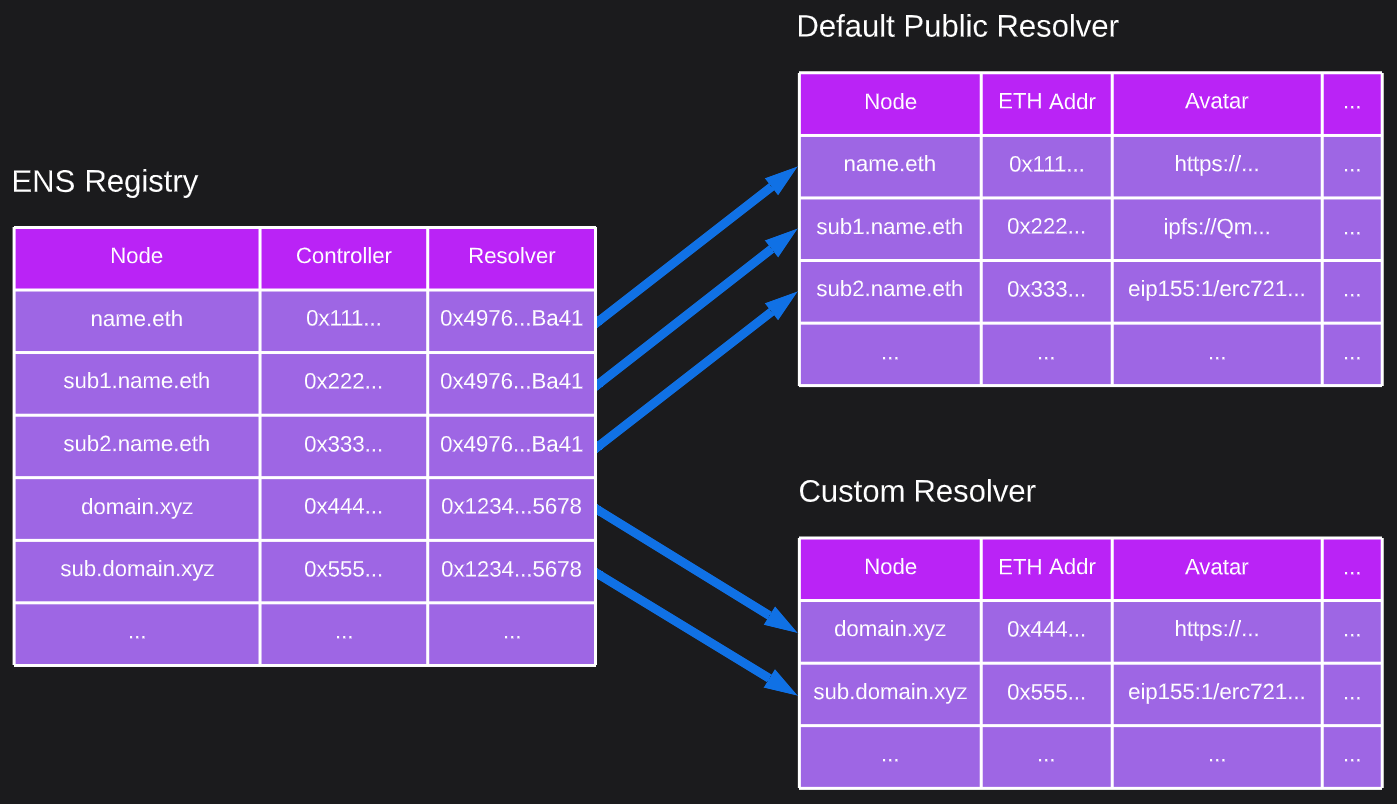 ENS Registry
Node Controller Resolver
name.eth 0x111... 0x4976...Ba41
sub1.name.eth 0x222... 0x4976...Ba41
sub2.name.eth 0x333... 0x4976...Ba41
domain.xyz 0x444... 0x1234...5678
sub.domain.xyz 0x555... 0x1234...5678
... ... ...
Default Public Resolver
Node ETH Addr Avatar ...
name.eth 0x111... https://... ...
sub1.name.eth 0x222... ipfs://Qm... ...
sub2.name.eth 0x333... eip155:1/erc721... ...
... ... ... ...
Custom Resolver
Node ETH Addr Avatar ...
domain.xyz 0x444... https://... ...
sub.domain.xyz 0x555... eip155:1/erc721... ...
... ... ... ...